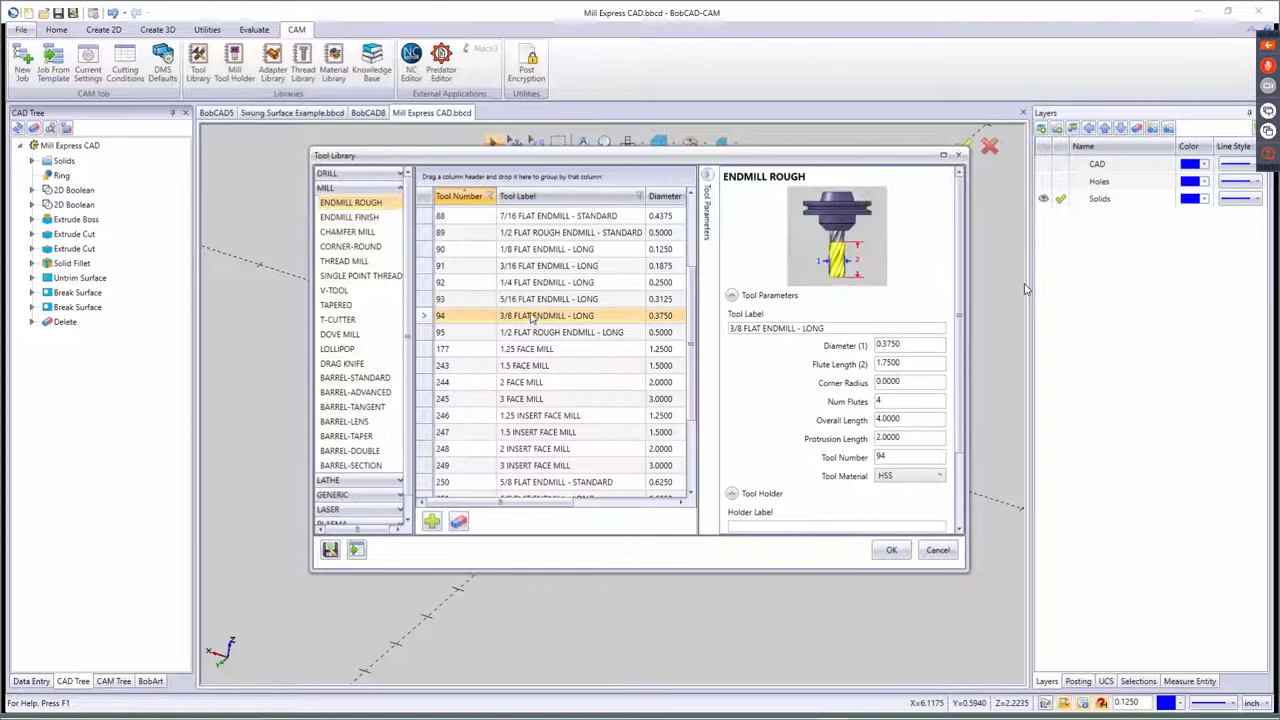 Mill Express CAD.bbcd - BobCAD-CAM
File Home Create 2D Create 3D Utilities Evaluate CAM
New Job
Job From Template
Current Settings
Cutting Conditions
DMS Defaults
Tool Library
Mill Tool Holder
Adapter Library
Thread Library
Material Library
Knowledge Base
NC Editor
Predator Editor
Mach3
Post Encryption
CAM Job Libraries External Applications Utilities
CAD Tree
BobCAD5 Swung Surface Example.bbcd BobCAD8 Mill Express CAD.bbcd
Layers
Mill Express CAD
Solids
Ring
2D Boolean
2D Boolean
Extrude Boss
Extrude Cut
Extrude Cut
Solid Fillet
Untrim Surface
Break Surface
Break Surface
Delete
Tool Library
DRILL
MILL
ENDMILL ROUGH
ENDMILL FINISH
CHAMFER MILL
CORNER-ROUND
THREAD MILL
SINGLE POINT THREAD
V-TOOL
TAPERED
T-CUTTER
DOVE MILL
LOLLIPOP
DRAG KNIFE
BARREL-STANDARD
BARREL-ADVANCED
BARREL-TANGENT
BARREL-LENS
BARREL-TAPER
BARREL-DOUBLE
BARREL-SECTION
LATHE
GENERIC
LASER
PLASMA
Drag a column header and drop it here to group by that column
Tool Number Tool Label Diameter
88 7/16 FLAT ENDMILL - STANDARD 0.4375
89 1/2 FLAT ROUGH ENDMILL - STANDARD 0.5000
90 1/8 FLAT ENDMILL - LONG 0.1250
91 3/16 FLAT ENDMILL - LONG 0.1875
92 1/4 FLAT ENDMILL - LONG 0.2500
93 5/16 FLAT ENDMILL - LONG 0.3125
94 3/8 FLAT ENDMILL - LONG 0.3750
95 1/2 FLAT ROUGH ENDMILL - LONG 0.5000
177 1.25 FACE MILL 1.2500
243 1.5 FACE MILL 1.5000
244 2 FACE MILL 2.0000
245 3 FACE MILL 3.0000
246 1.25 INSERT FACE MILL 1.2500
247 1.5 INSERT FACE MILL 1.5000
248 2 INSERT FACE MILL 2.0000
249 3 INSERT FACE MILL 3.0000
250 5/8 FLAT ENDMILL - STANDARD 0.6250
Tool Parameters
ENDMILL ROUGH
1 2
Tool Parameters
Tool Label
3/8 FLAT ENDMILL - LONG
Diameter (1) 0.3750
Flute Length (2) 1.7500
Corner Radius 0.0000
Num Flutes 4
Overall Length 4.0000
Protrusion Length 2.0000
Tool Number 94
Tool Material HSS
Tool Holder
Holder Label
OK Cancel
Name Color Line Style
CAD
Holes
Solids
X Z Y
Data Entry CAD Tree CAM Tree BobArt
Layers Posting UCS Selections Measure Entity
For Help, Press F1
X=6.1175 Y=0.5940 Z=2.2235 0.1250 inch